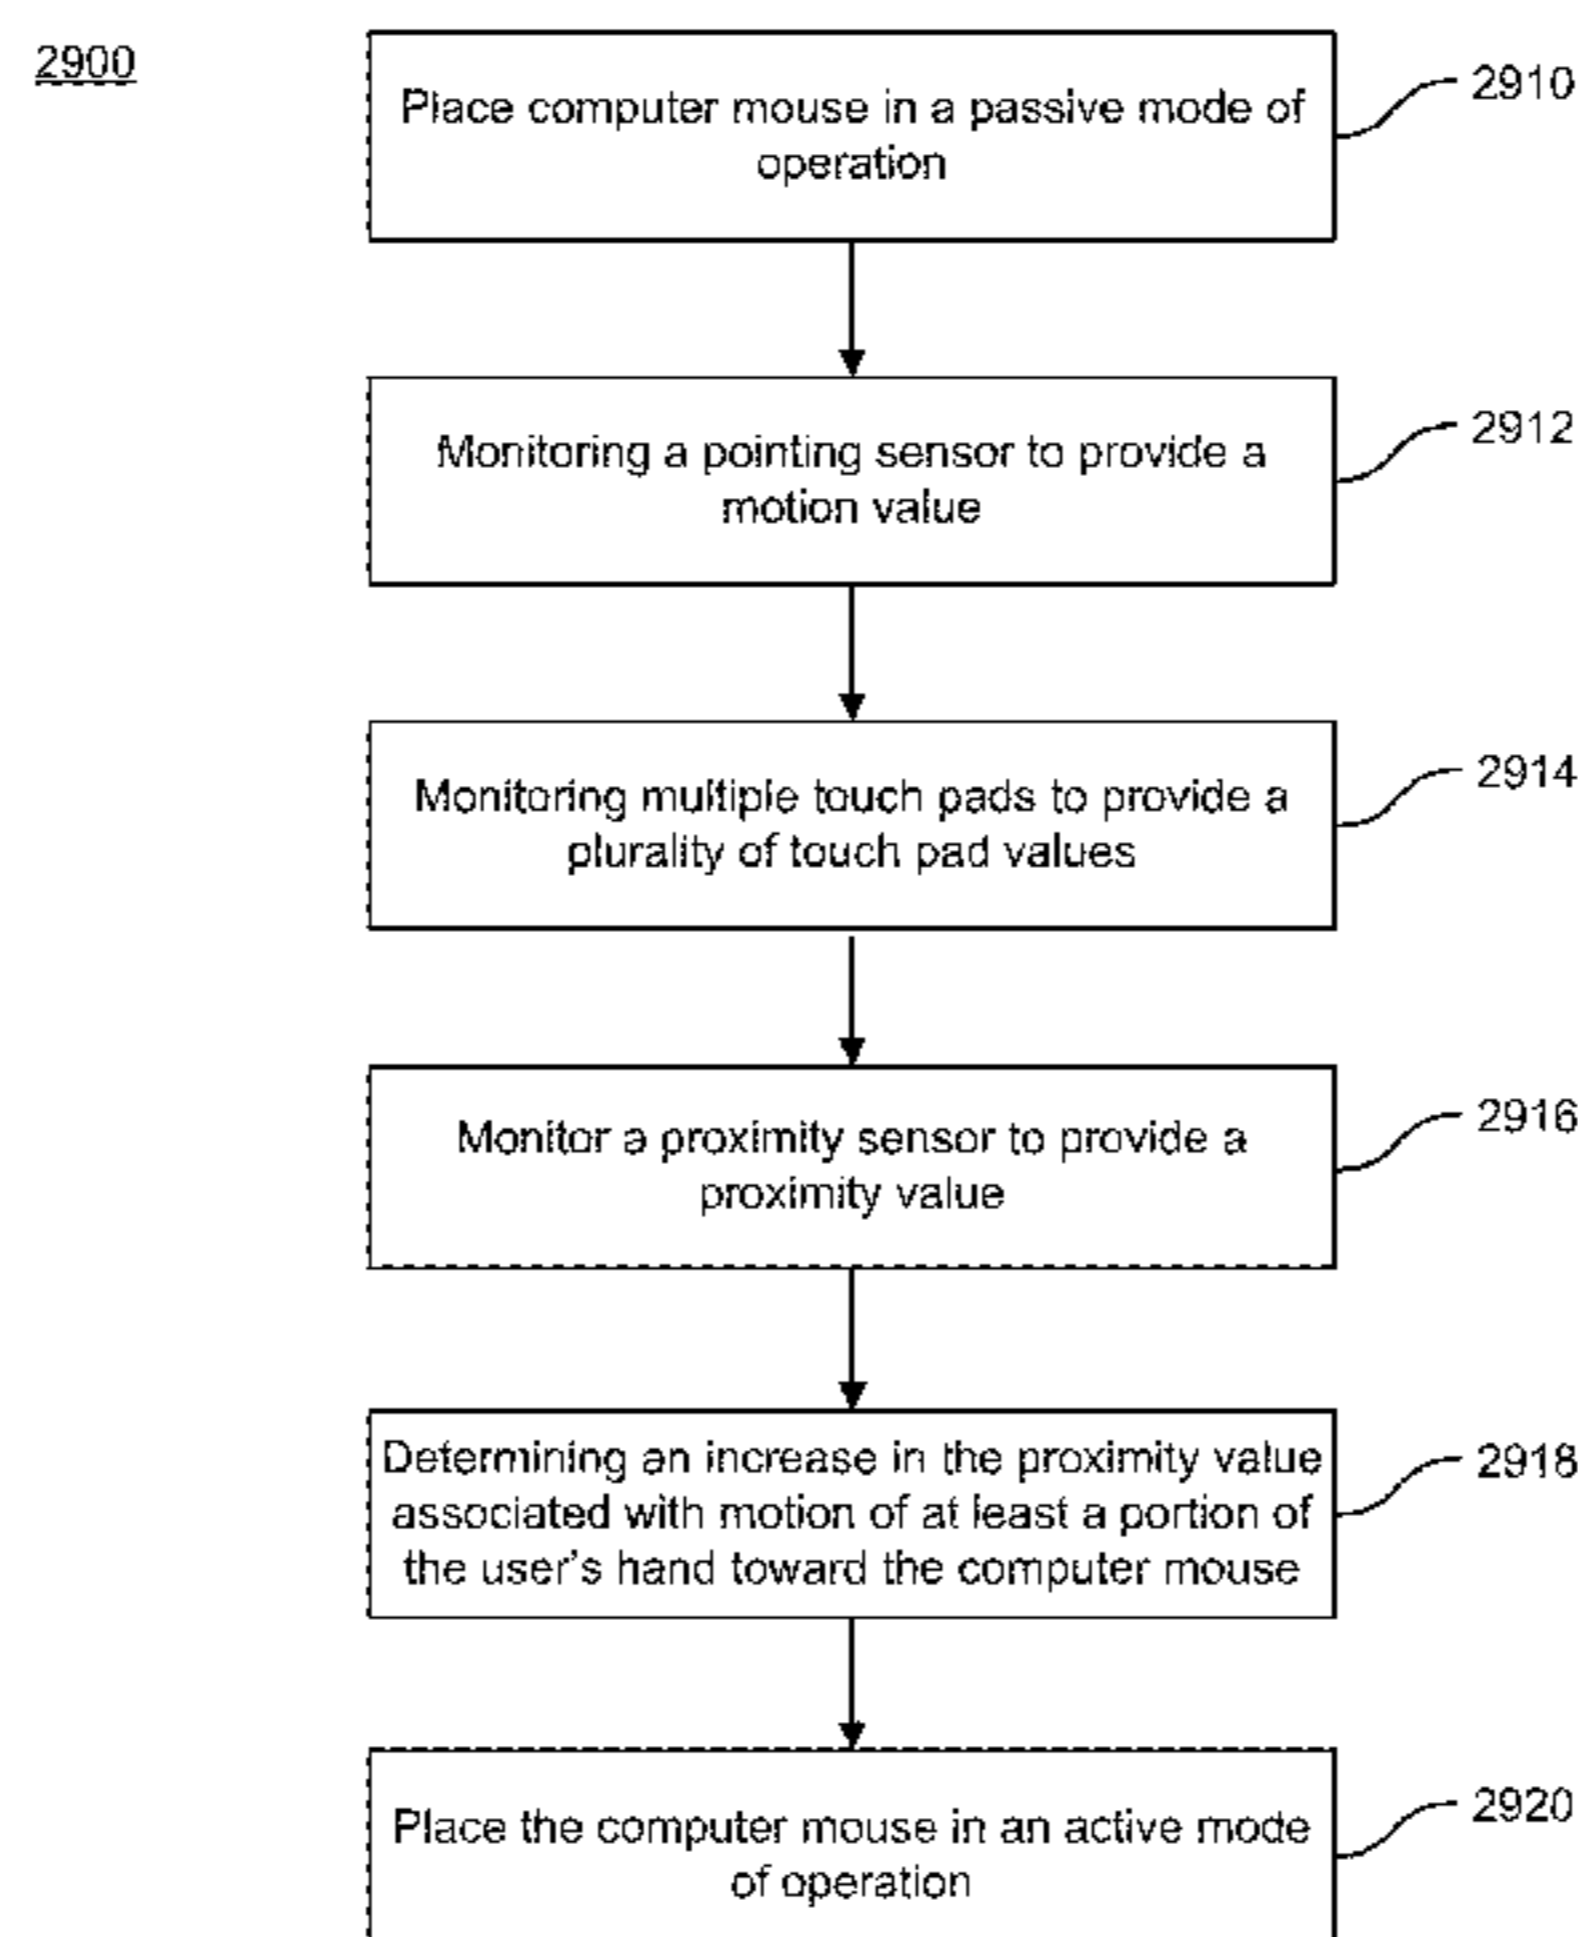 2900
Place computer mouse in a passive mode of
operation
2910
Monitoring a pointing sensor to provide a
motion value
2912
Monitoring multiple touch pads to provide a
plurality of touch pad values
2914
Monitor a proximity sensor to provide a
proximity value
2916
Determining an increase in the proximity value
associated with motion of at least a portion of
the user's hand toward the computer mouse
2918
Place the computer mouse in an active mode
of operation
2920